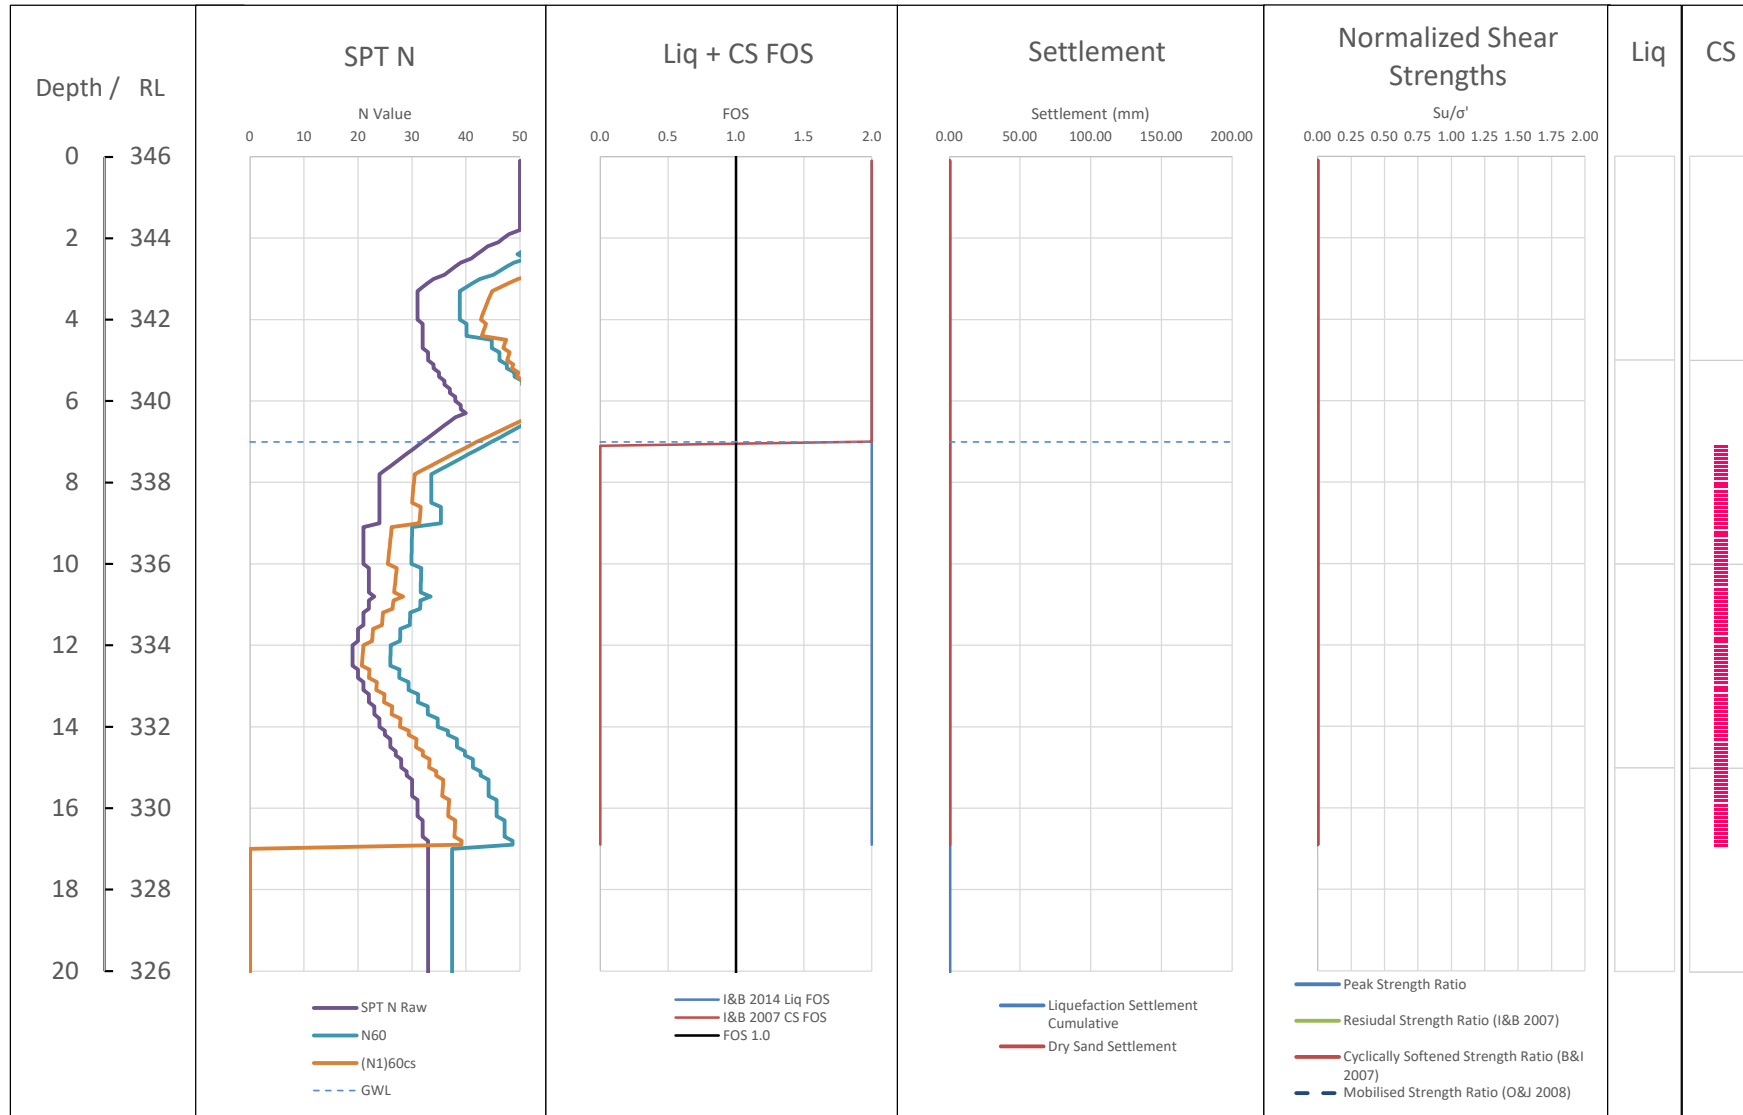 Depth / RL
SPT N
Liq + CS FOS
Settlement
Normalized Shear
Strengths
Liq
CS
N Value
FOS
Settlement (mm)
Su/σ'
0 10 20 30 40 50
0.0 0.5 1.0 1.5 2.0
0.00 50.00 100.00 150.00 200.00
0.00 0.25 0.50 0.75 1.00 1.25 1.50 1.75 2.00
0 346
2 344
4 342
6 340
8 338
10 336
12 334
14 332
16 330
18 328
20 326
SPT N Raw
N60
(N1)60cs
GWL
I&B 2014 Liq FOS
I&B 2007 CS FOS
FOS 1.0
Liquefaction Settlement
Cumulative
Dry Sand Settlement
Peak Strength Ratio
Resiudal Strength Ratio (I&B 2007)
Cyclically Softened Strength Ratio (B&I
2007)
Mobilised Strength Ratio (O&J 2008)